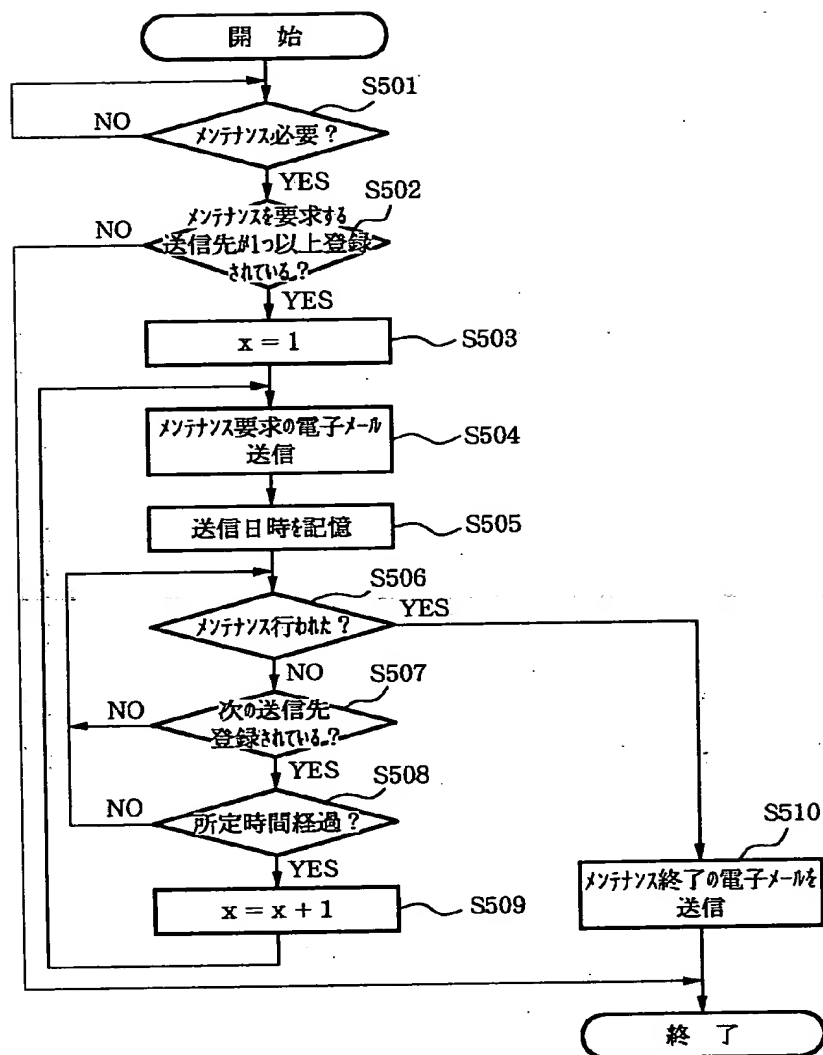 開 始
S501
NO
メンテナンス必要?
YES
S502
メンテナンスを要求する
NO
送信先が1つ以上登録
されている?
YES
x = 1
S503
メンテナンス要求の電子メール
送信
S504
送信日時を記憶
S505
S506
メンテナンス行われた?
YES
NO
S507
NO
次の送信先
登録されている?
YES
S508
NO
所定時間経過?
YES
S510
x = x + 1
S509
メンテナンス終了の電子メールを
送信
終 了